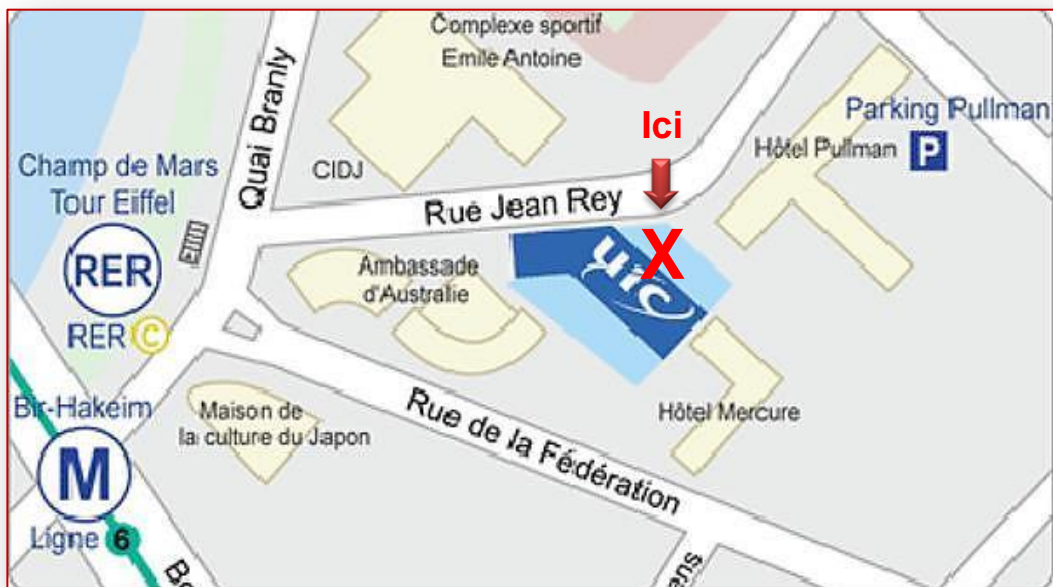 Complexe sportif
Emile Antoine
Ici
Parking Pullman
P
Hôtel Pullman
Quai Branly
CIDJ
Champ de Mars
Tour Eiffel
RER
RER C
Rue Jean Rey
X
uic
Ambassade
d'Australie
Bir-Hakeim
M
Ligne 6
Maison de
la culture du Japon
Rue de la Fédération
Hôtel Mercure